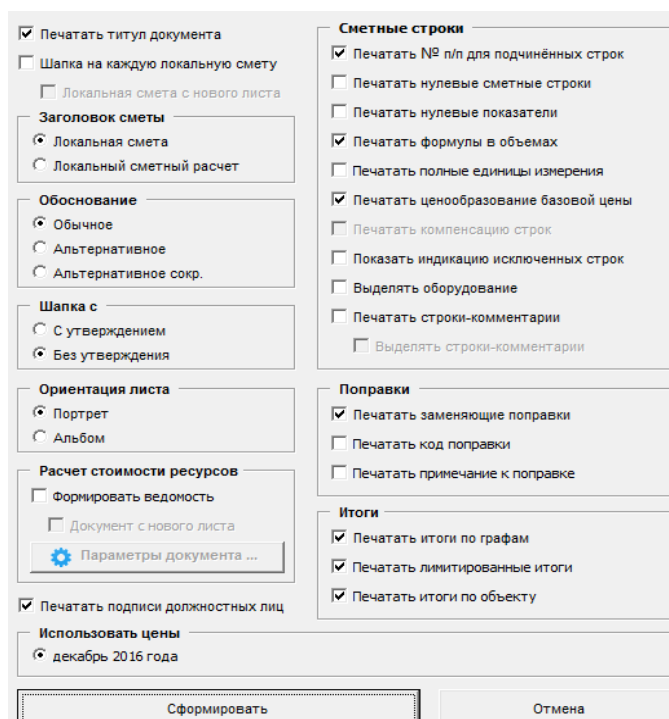 Печатать титул документа
Шапка на каждую локальную смету
Локальная смета с нового листа
Заголовок сметы
Локальная смета
Локальный сметный расчет
Обоснование
Обычное
Альтернативное
Альтернативное сокр.
Шапка с
С утверждением
Без утверждения
Ориентация листа
Портрет
Альбом
Расчет стоимости ресурсов
Формировать ведомость
Документ с нового листа
Параметры документа ...
Печатать подписи должностных лиц
Сметные строки
Печатать № п/п для подчинённых строк
Печатать нулевые сметные строки
Печатать нулевые показатели
Печатать формулы в объемах
Печатать полные единицы измерения
Печатать ценообразование базовой цены
Печатать компенсацию строк
Показать индикацию исключенных строк
Выделять оборудование
Печатать строки-комментарии
Выделять строки-комментарии
Поправки
Печатать заменяющие поправки
Печатать код поправки
Печатать примечание к поправке
Итоги
Печатать итоги по графам
Печатать лимитированные итоги
Печатать итоги по объекту
Использовать цены
декабрь 2016 года
Сформировать
Отмена